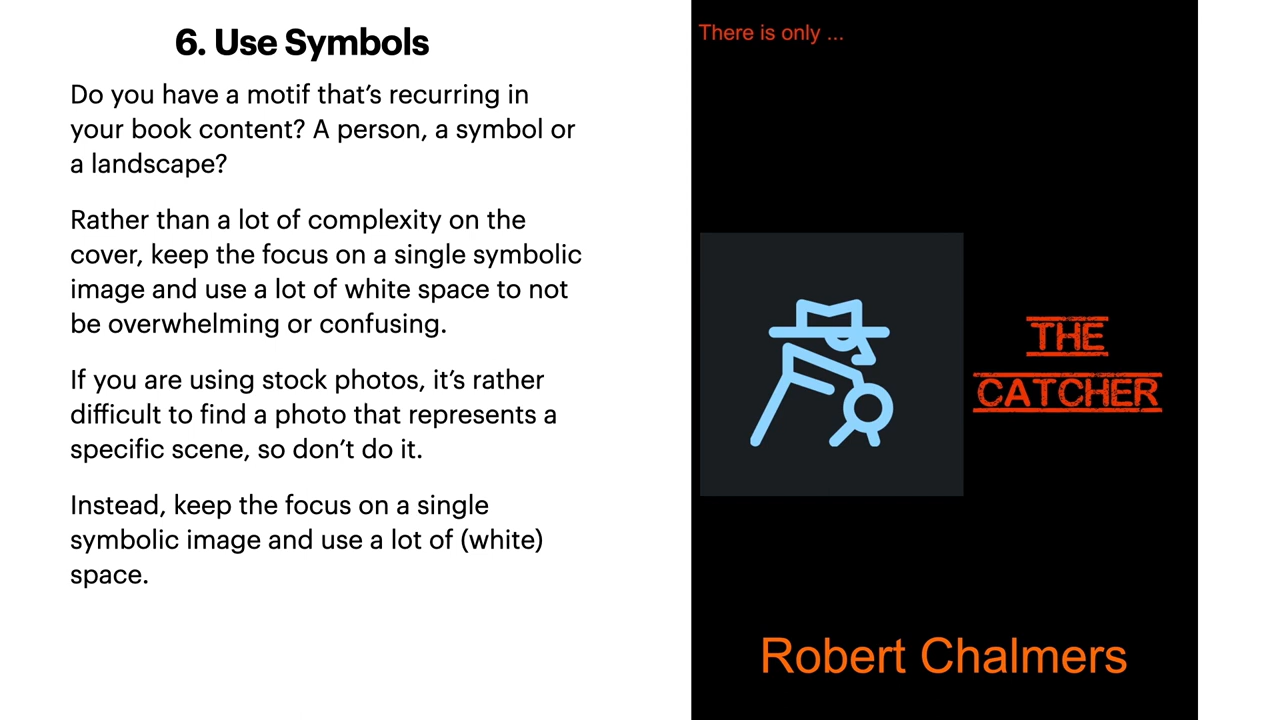 6. Use Symbols
Do you have a motif that’s recurring in
your book content? A person, a symbol or
a landscape?
Rather than a lot of complexity on the
cover, keep the focus on a single symbolic
image and use a lot of white space to not
be overwhelming or confusing.
If you are using stock photos, it’s rather
difficult to find a photo that represents a
specific scene, so don’t do it.
Instead, keep the focus on a single
symbolic image and use a lot of (white)
space.
There is only ...
THE
CATCHER
Robert Chalmers